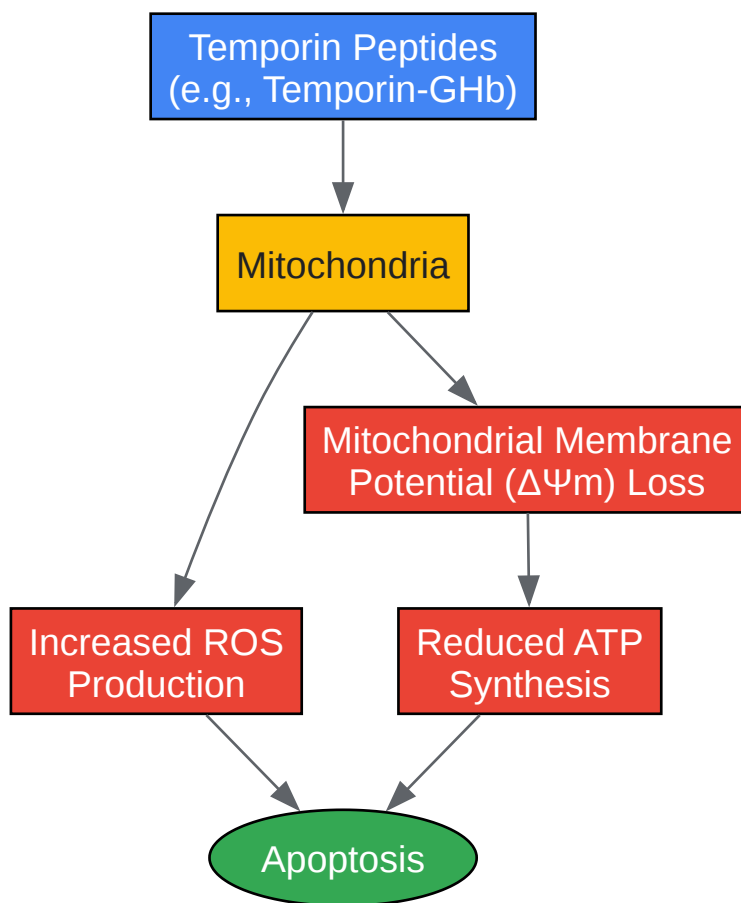 Temporin Peptides
(e.g., Temporin-GHb)
Mitochondria
Mitochondrial Membrane
Potential (ΔΨm) Loss
Increased ROS
Production
Reduced ATP
Synthesis
Apoptosis